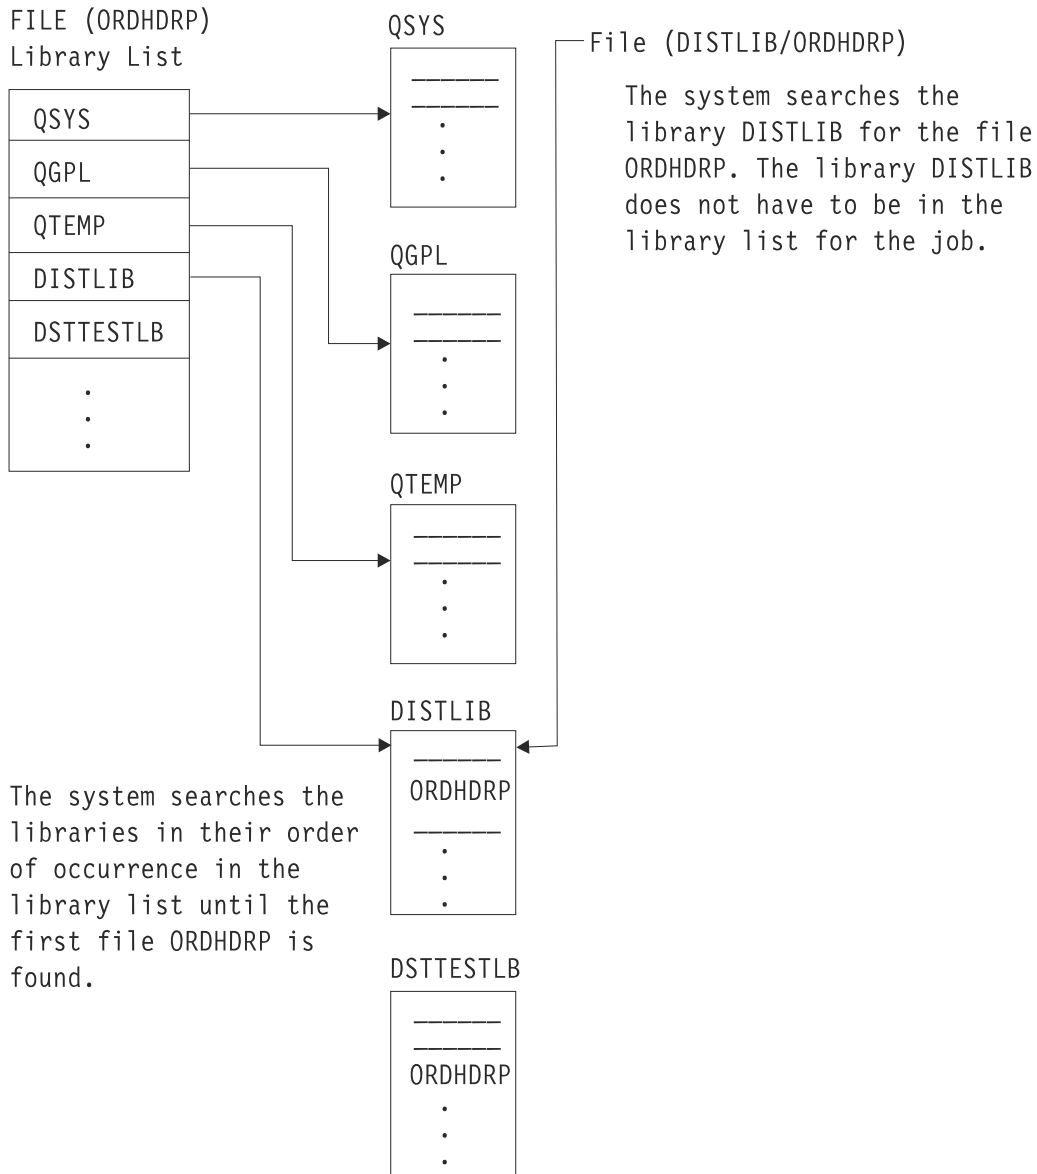 FILE (ORDHDRP)
Library List
QSYS
QGPL
QTEMP
DISTLIB
DSTTESTLB
QSYS
QGPL
QTEMP
DISTLIB
ORDHDRP
DSTTESTLB
ORDHDRP
File (DISTLIB/ORDHDRP)
The system searches the
library DISTLIB for the file
ORDHDRP. The library DISTLIB
does not have to be in the
library list for the job.
The system searches the
libraries in their order
of occurrence in the
library list until the
first file ORDHDRP is
found.